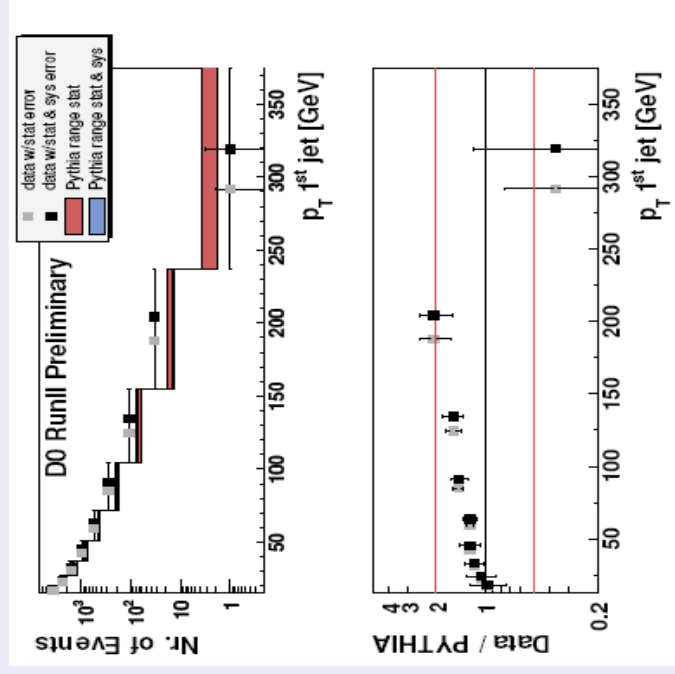 D0 RunII Preliminary
data w/stat error
data w/stat & sys error
Pythia range stat
Pythia range stat & sys
Nr. of Events
10³
10²
10
1
50
100
150
200
250
300
350
p_T 1st jet [GeV]
Data / PYTHIA
4
3
2
1
0.2
50
100
150
200
250
300
350
p_T 1st jet [GeV]